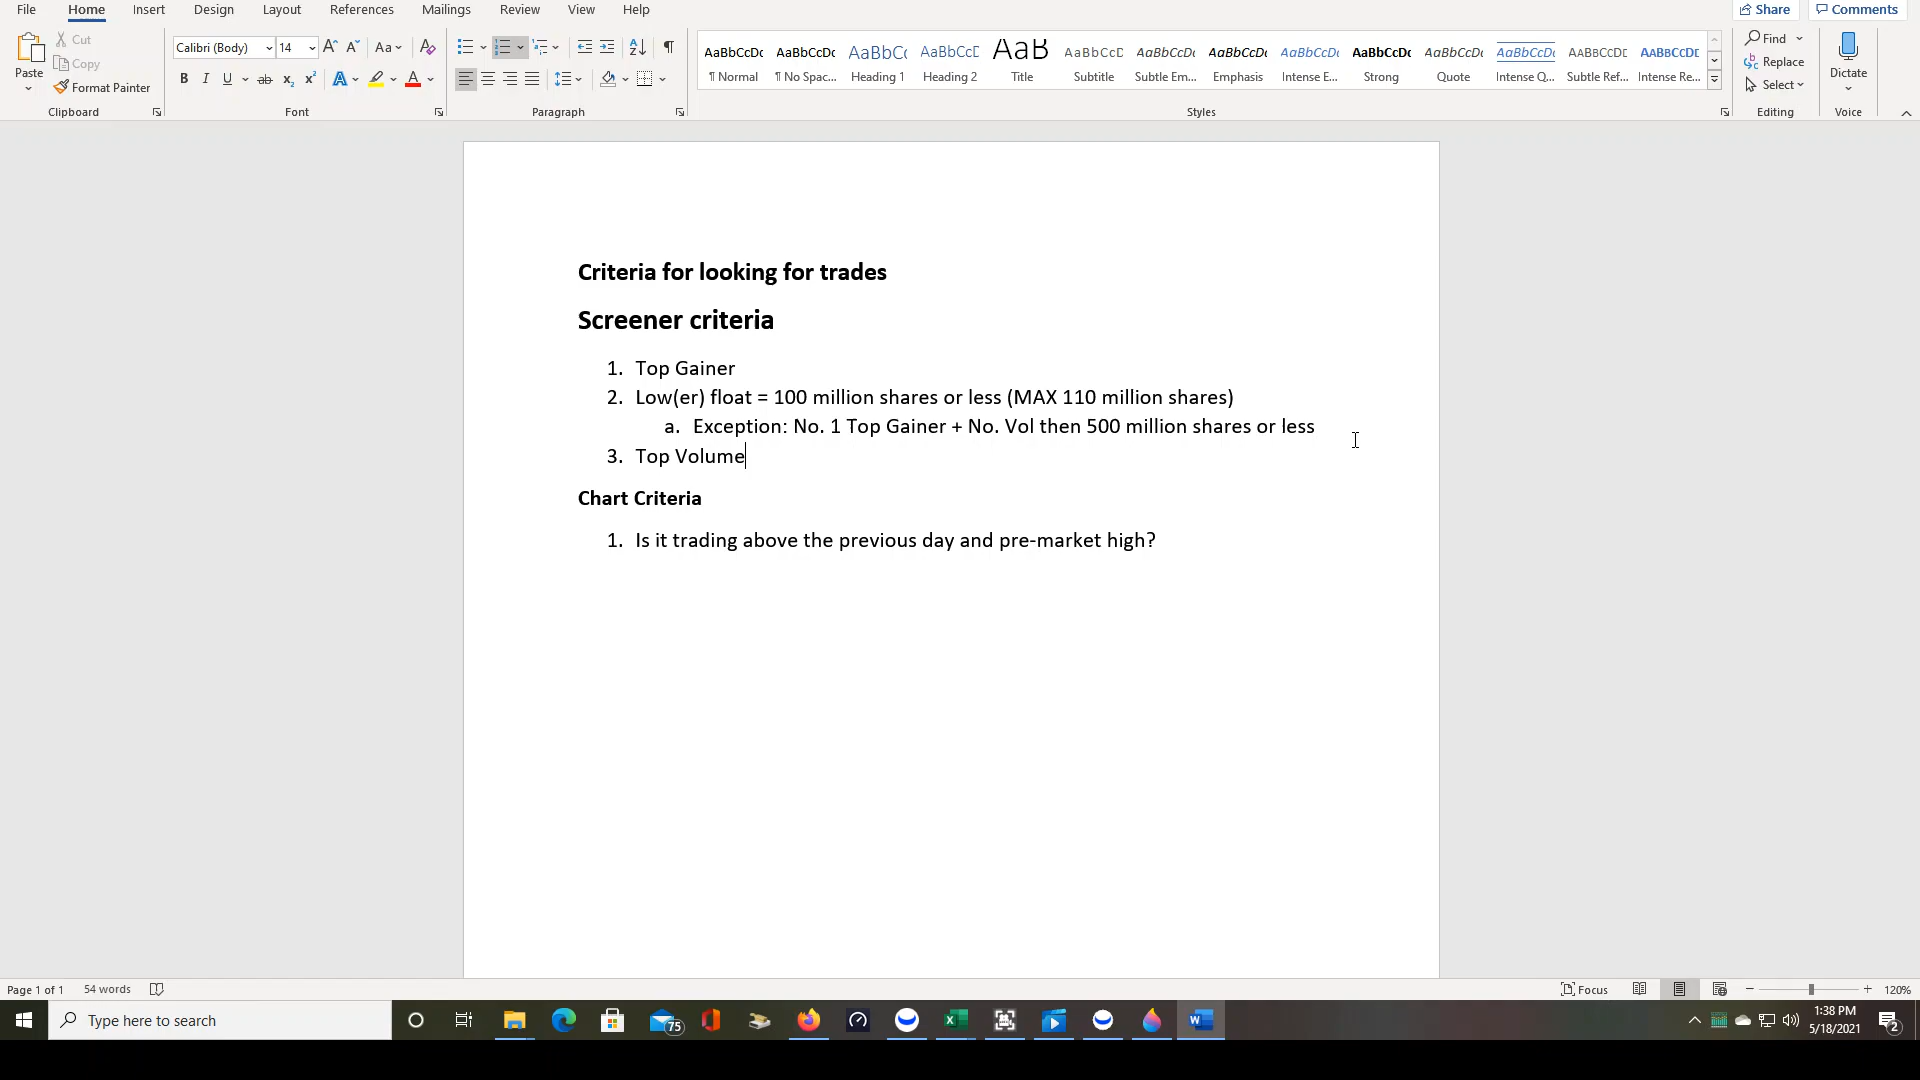 File Home Insert Design Layout References Mailings Review View Help Share Comments
Paste Cut Copy Format Painter Clipboard
Calibri (Body) 14 Font
Paragraph
AaBbCcDc AaBbCcDc AaBbCc AaBbCcD AaB AaBbCcD AaBbCcDc AaBbCcDc AaBbCcDc AaBbCcDc AaBbCcDc AaBbCcDc AABBCCDE AABBCCDE
¶ Normal ¶ No Spac... Heading 1 Heading 2 Title Subtitle Subtle Em... Emphasis Intense E... Strong Quote Intense Q... Subtle Ref... Intense Re...
Styles
Find Replace Select Editing
Dictate Voice
Criteria for looking for trades
Screener criteria
1. Top Gainer
2. Low(er) float = 100 million shares or less (MAX 110 million shares)
a. Exception: No. 1 Top Gainer + No. Vol then 500 million shares or less
3. Top Volume
Chart Criteria
1. Is it trading above the previous day and pre-market high?
Page 1 of 1 54 words Focus 120%
Type here to search 75 1:38 PM
5/18/2021 2